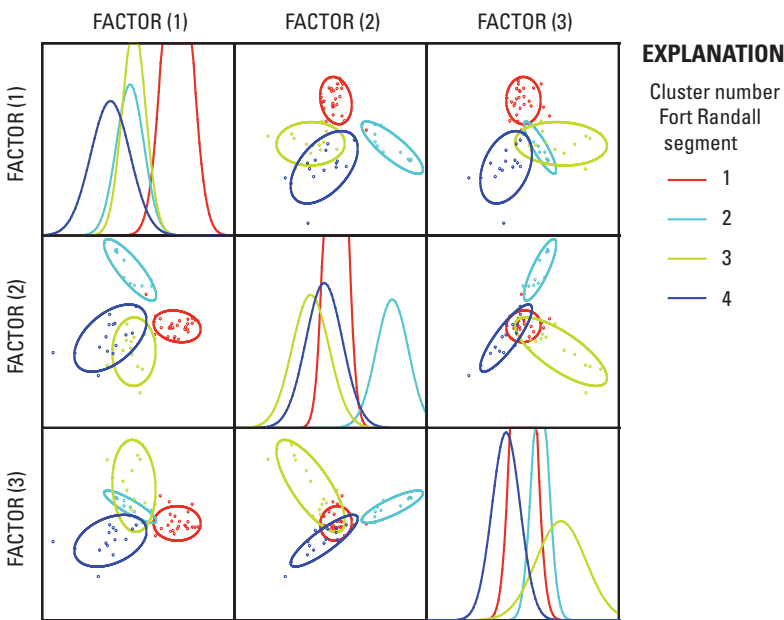 FACTOR (1)
FACTOR (2)
FACTOR (3)
FACTOR (1)
FACTOR (2)
FACTOR (3)
EXPLANATION
Cluster number
Fort Randall
segment
1
2
3
4